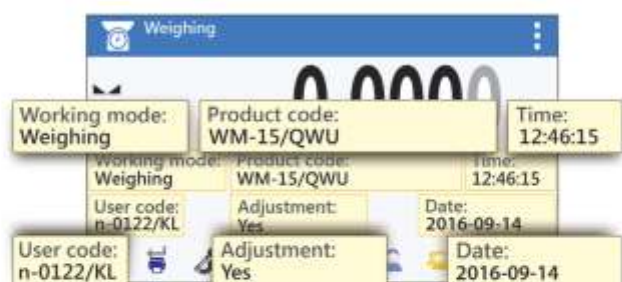 Weighing
0.0000
Working mode: Product code: Time:
Weighing WM-15/QWU 12:46:15
Working mode: Product code: Time:
Weighing WM-15/QWU 12:46:15
User code: Adjustment: Date:
n-0122/KL Yes 2016-09-14
User code: Adjustment: Date:
n-0122/KL Yes 2016-09-14